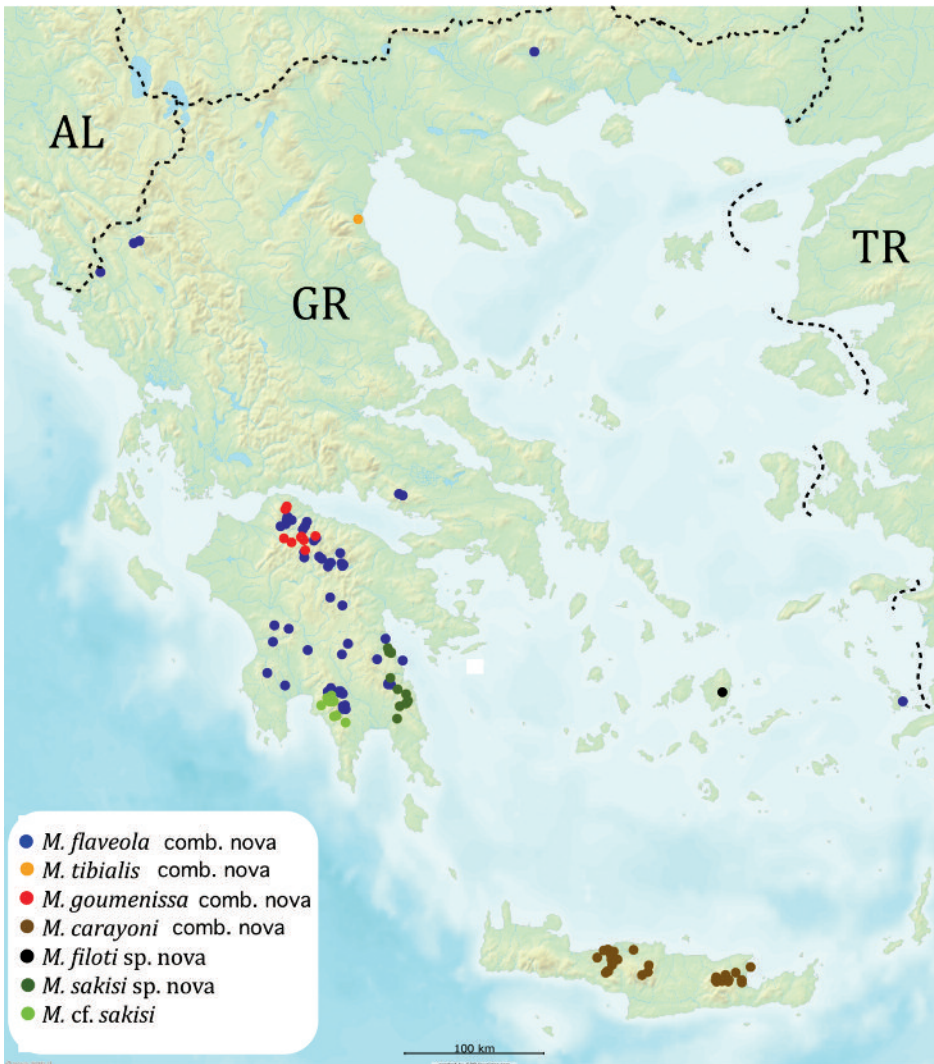 AL
TR
GR
M. flaveola comb. nova
M. tibialis comb. nova
M. goumenissa comb. nova
M. carayoni comb. nova
M. filoti sp. nova
M. sakisi sp. nova
M. cf. sakisi
100 km